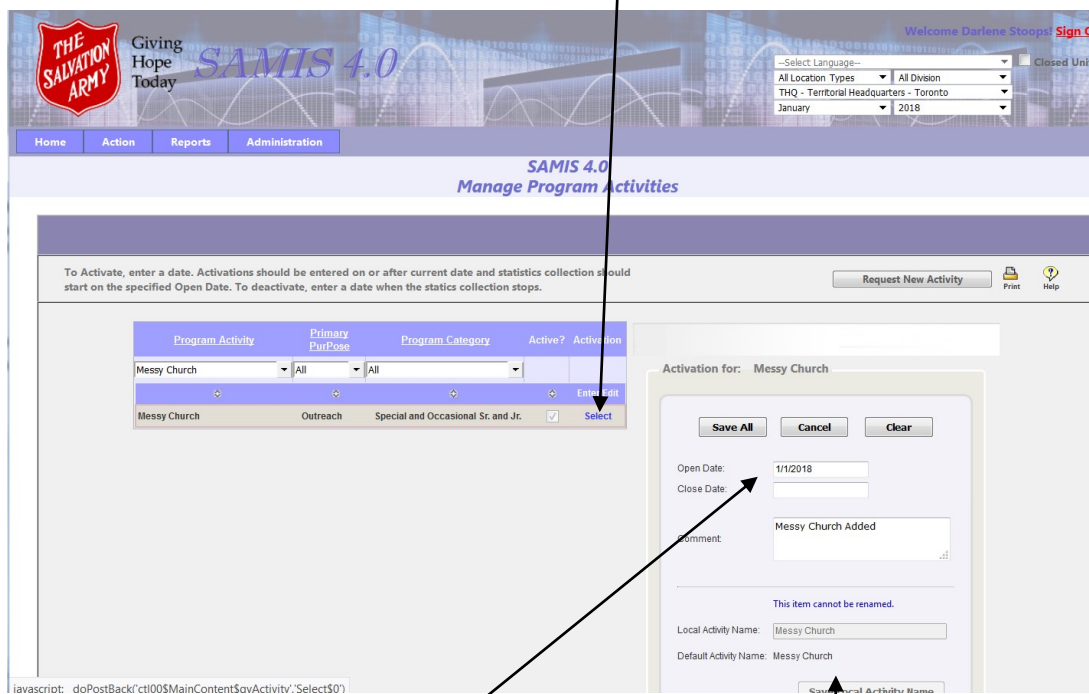 THE
SALVATION
ARMY
Giving
Hope
Today
SAMIS 4.0
Welcome Darlene Stoops! Sign
--Select Language--
Closed Uni
All Location Types All Division
THQ - Territorial Headquarters - Toronto
January 2018
Home Action Reports Administration
SAMIS 4.0
Manage Program Activities
To Activate, enter a date. Activations should be entered on or after current date and statistics collection should
start on the specified Open Date. To deactivate, enter a date when the statics collection stops.
Request New Activity
Print
Help
Program Activity Primary PurPose Program Category Active? Activation
Messy Church All All
Enter/Edit
Messy Church Outreach Special and Occasional Sr. and Jr. Select
Activation for: Messy Church
Save All Cancel Clear
Open Date: 1/1/2018
Close Date:
Comment: Messy Church Added
This item cannot be renamed.
Local Activity Name: Messy Church
Default Activity Name: Messy Church
Save Local Activity Name
javascript:__doPostBack('ctl00$MainContent$gvActivity','Select$0')